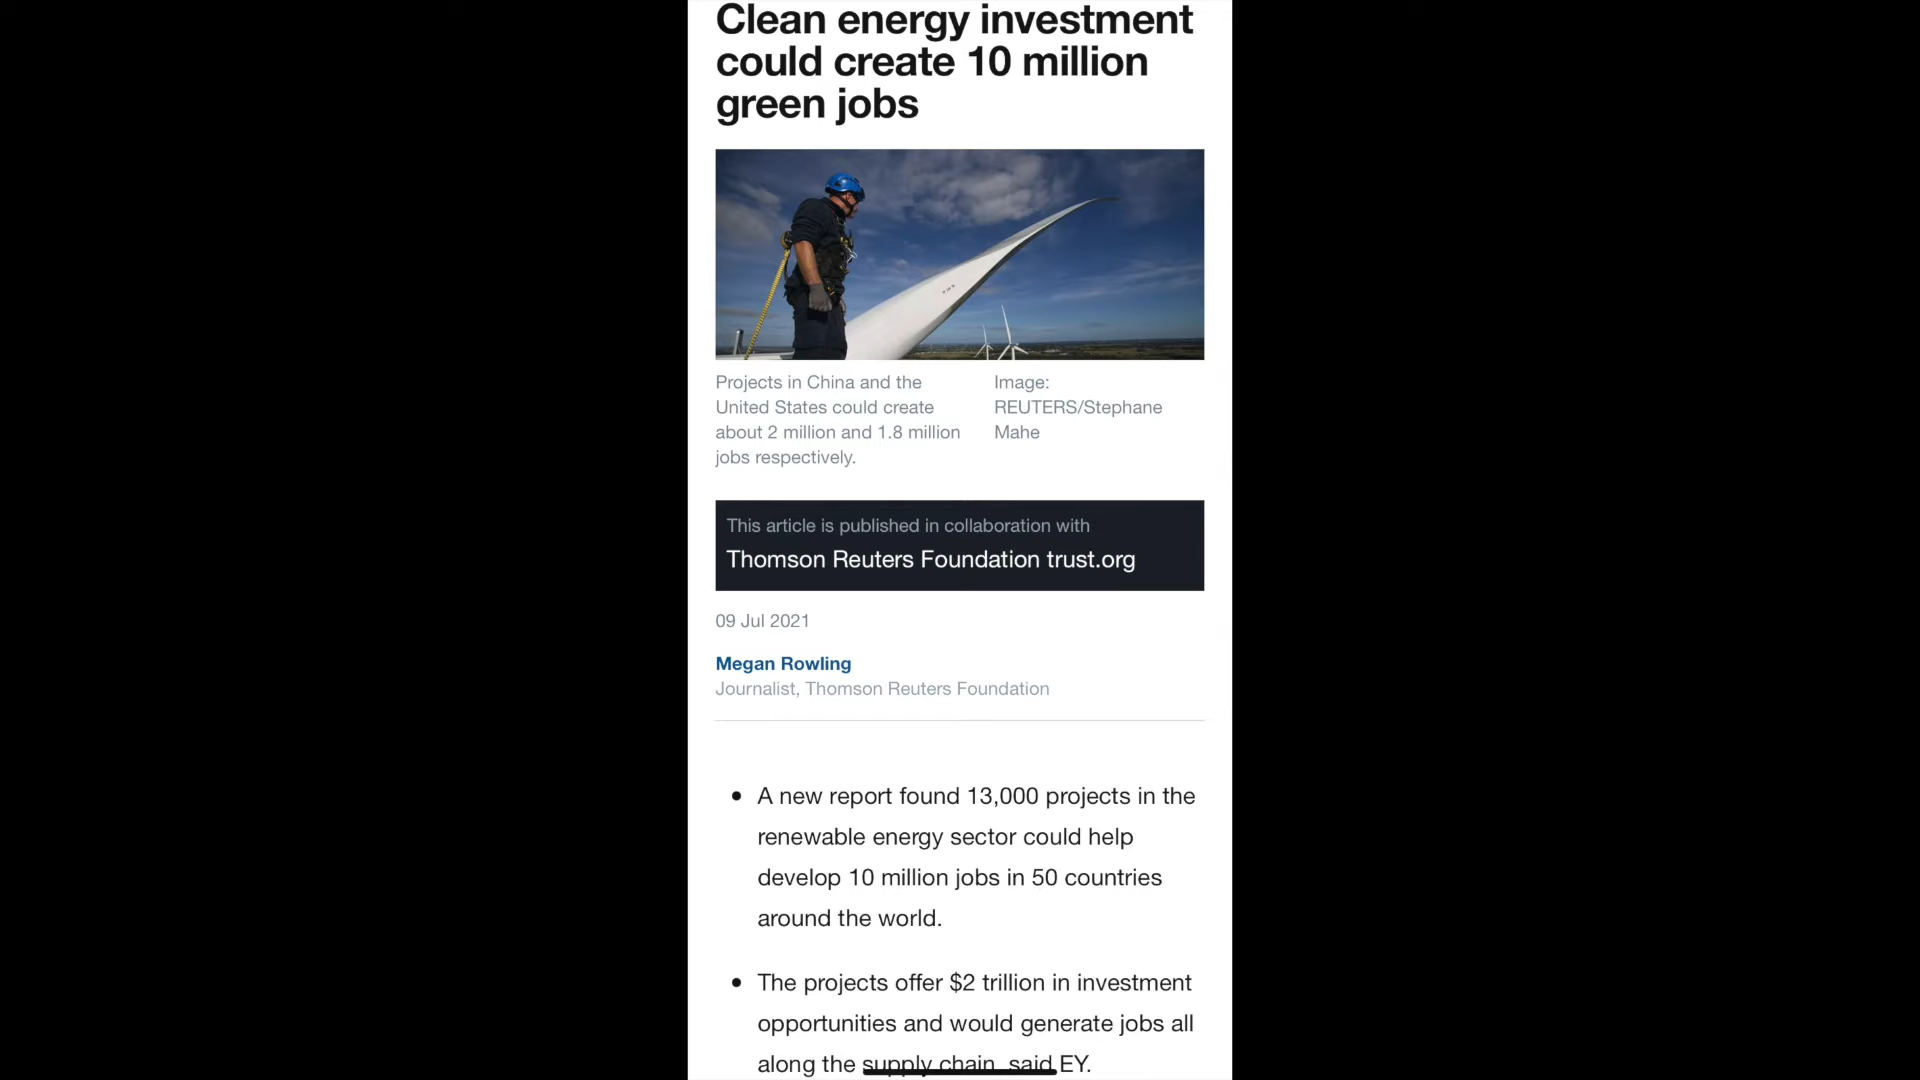 Clean energy investment
could create 10 million
green jobs
Projects in China and the
United States could create
about 2 million and 1.8 million
jobs respectively.
Image:
REUTERS/Stephane
Mahe
This article is published in collaboration with
Thomson Reuters Foundation trust.org
09 Jul 2021
Megan Rowling
Journalist, Thomson Reuters Foundation
• A new report found 13,000 projects in the
renewable energy sector could help
develop 10 million jobs in 50 countries
around the world.
• The projects offer $2 trillion in investment
opportunities and would generate jobs all
along the supply chain, said EY.